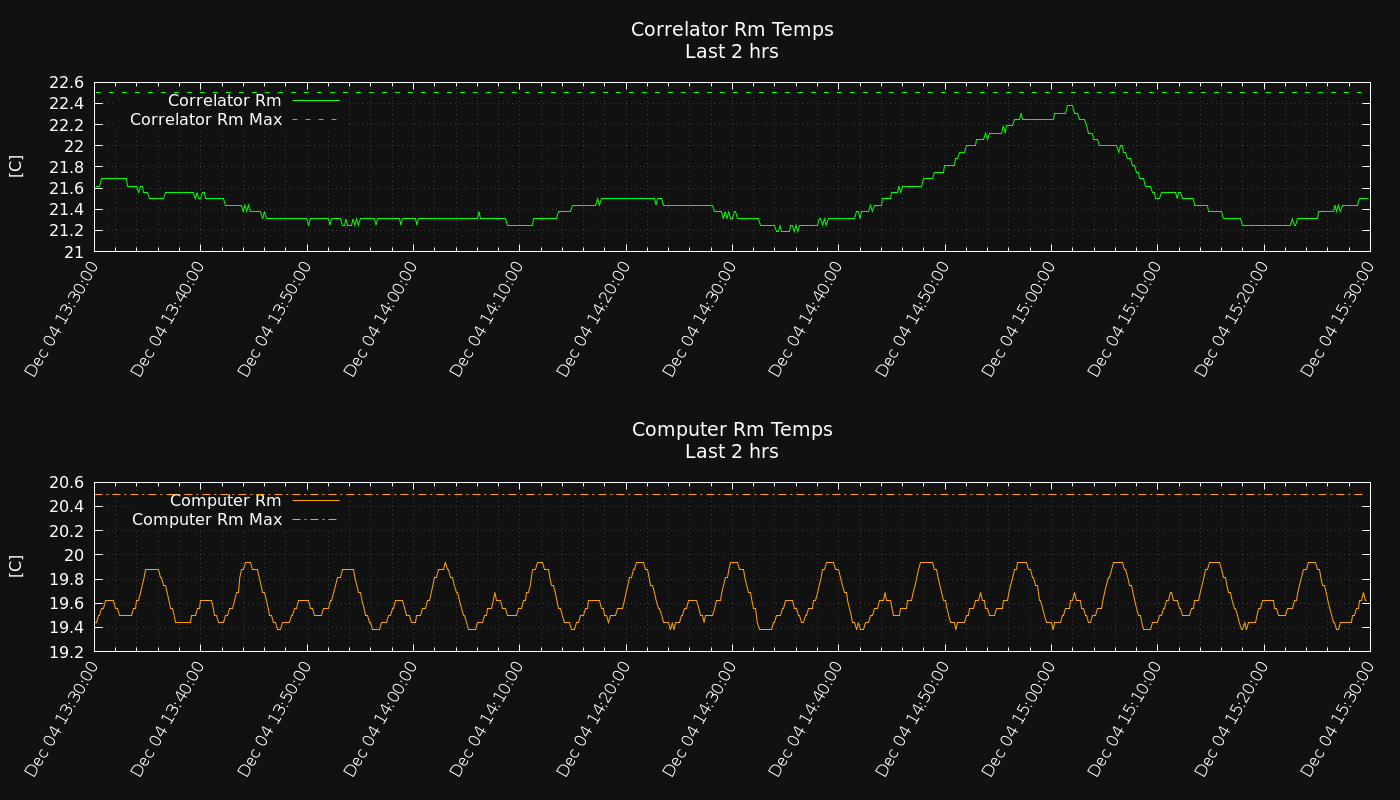 Correlator Rm Temps
Last 2 hrs
22.6
22.4
22.2
22
21.8
21.6
21.4
21.2
21
[C]
Correlator Rm
Correlator Rm Max
Dec 04 13:30:00
Dec 04 13:40:00
Dec 04 13:50:00
Dec 04 14:00:00
Dec 04 14:10:00
Dec 04 14:20:00
Dec 04 14:30:00
Dec 04 14:40:00
Dec 04 14:50:00
Dec 04 15:00:00
Dec 04 15:10:00
Dec 04 15:20:00
Dec 04 15:30:00
Computer Rm Temps
Last 2 hrs
20.6
20.4
20.2
20
19.8
19.6
19.4
19.2
[C]
Computer Rm
Computer Rm Max
Dec 04 13:30:00
Dec 04 13:40:00
Dec 04 13:50:00
Dec 04 14:00:00
Dec 04 14:10:00
Dec 04 14:20:00
Dec 04 14:30:00
Dec 04 14:40:00
Dec 04 14:50:00
Dec 04 15:00:00
Dec 04 15:10:00
Dec 04 15:20:00
Dec 04 15:30:00